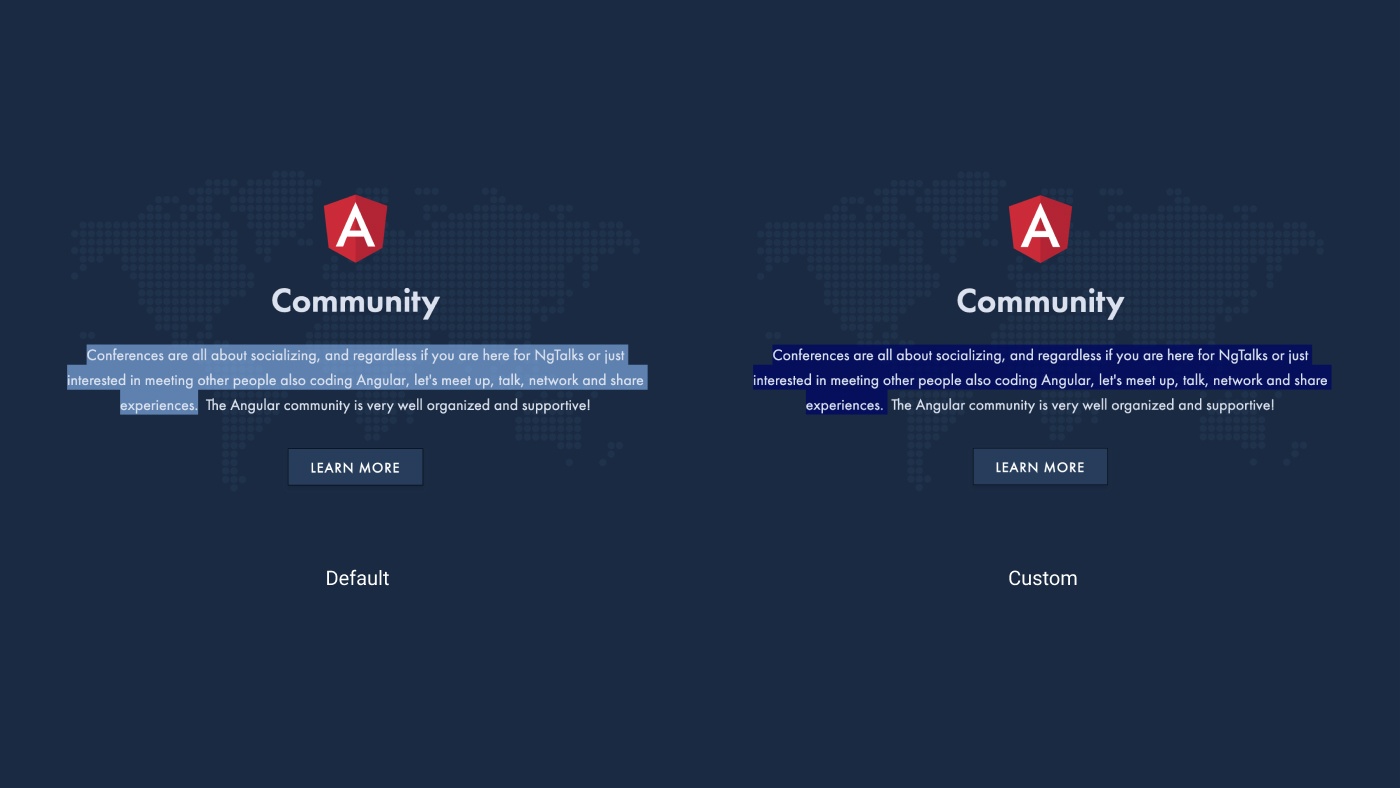 A
Community
Conferences are all about socializing, and regardless if you are here for NgTalks or just
interested in meeting other people also coding Angular, let's meet up, talk, network and share
experiences. The Angular community is very well organized and supportive!
LEARN MORE
Default
A
Community
Conferences are all about socializing, and regardless if you are here for NgTalks or just
interested in meeting other people also coding Angular, let's meet up, talk, network and share
experiences. The Angular community is very well organized and supportive!
LEARN MORE
Custom